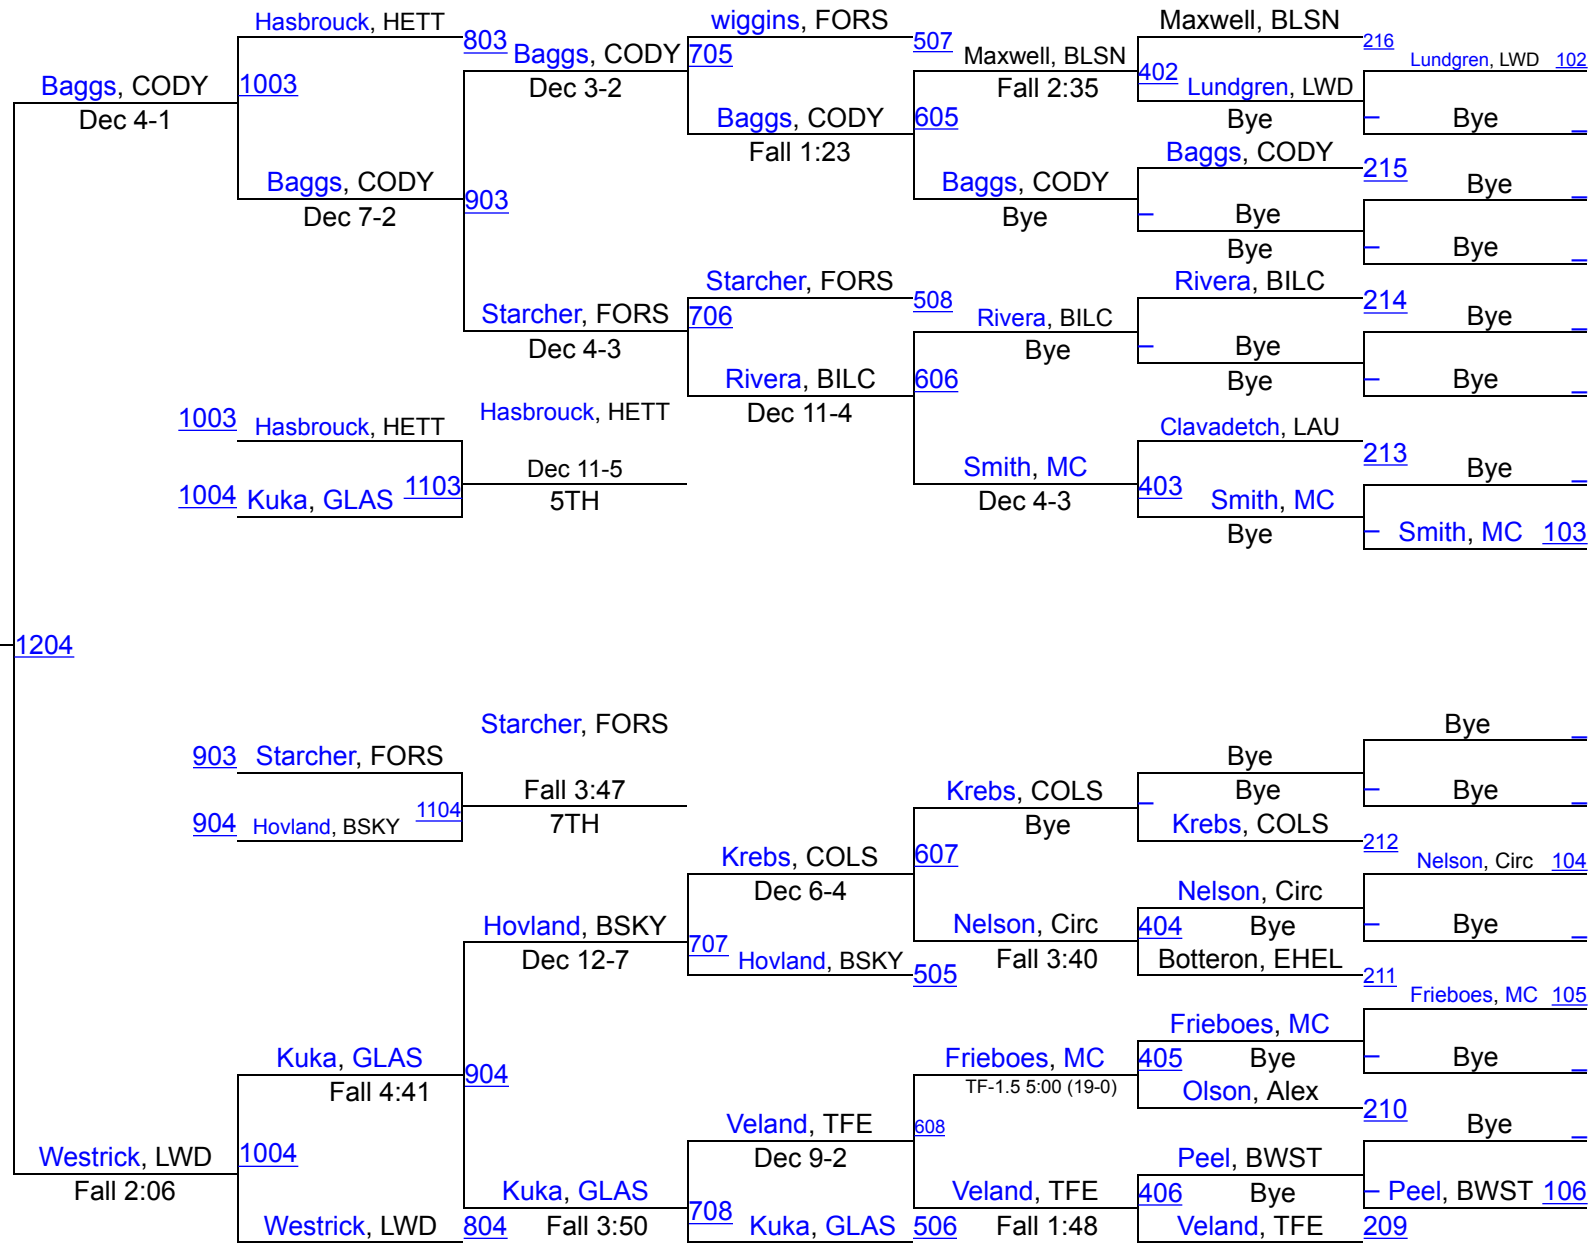 Hasbrouck, HETT
wiggins, FORS
Maxwell, BLSN
803
507
216
Baggs, CODY
705
Maxwell, BLSN
Lundgren, LWD 102
Baggs, CODY
1003
Dec 3-2
Fall 2:35
402
Lundgren, LWD
Dec 4-1
Baggs, CODY
605
Bye
–
Bye
–
Fall 1:23
Baggs, CODY
215
Baggs, CODY
Baggs, CODY
Bye
–
Dec 7-2
903
Bye
–
Bye
Bye
–
Bye
–
Starcher, FORS
Rivera, BILC
508
214
Starcher, FORS
706
Rivera, BILC
Bye
–
Dec 4-3
Bye
–
Bye
Rivera, BILC
606
Bye
–
Bye
–
1003
Hasbrouck, HETT
Hasbrouck, HETT
Dec 11-4
Clavadetch, LAU
213
Dec 11-5
Smith, MC
Bye
–
1004
Kuka, GLAS
1103
5TH
Dec 4-3
403
Smith, MC
Bye
–
Smith, MC 103
1204
Starcher, FORS
Bye
–
903
Starcher, FORS
Bye
Fall 3:47
Krebs, COLS
–
Bye
–
Bye
–
904
Hovland, BSKY
1104
7TH
Bye
Krebs, COLS
212
Krebs, COLS
607
Nelson, Circ 104
Dec 6-4
Nelson, Circ
Hovland, BSKY
Nelson, Circ
404
Bye
–
Bye
–
707
Dec 12-7
Hovland, BSKY
505
Fall 3:40
Botteron, EHEL
211
Frieboes, MC 105
Frieboes, MC
Kuka, GLAS
904
Frieboes, MC
405
Bye
–
Bye
–
Fall 4:41
TF-1.5 5:00 (19-0)
Olson, Alex
210
Veland, TFE
608
Bye
–
Westrick, LWD
1004
Dec 9-2
Peel, BWST
Fall 2:06
Kuka, GLAS
Veland, TFE
406
Bye
–
Peel, BWST 106
708
Westrick, LWD
804
Fall 3:50
Kuka, GLAS
506
Fall 1:48
Veland, TFE
209